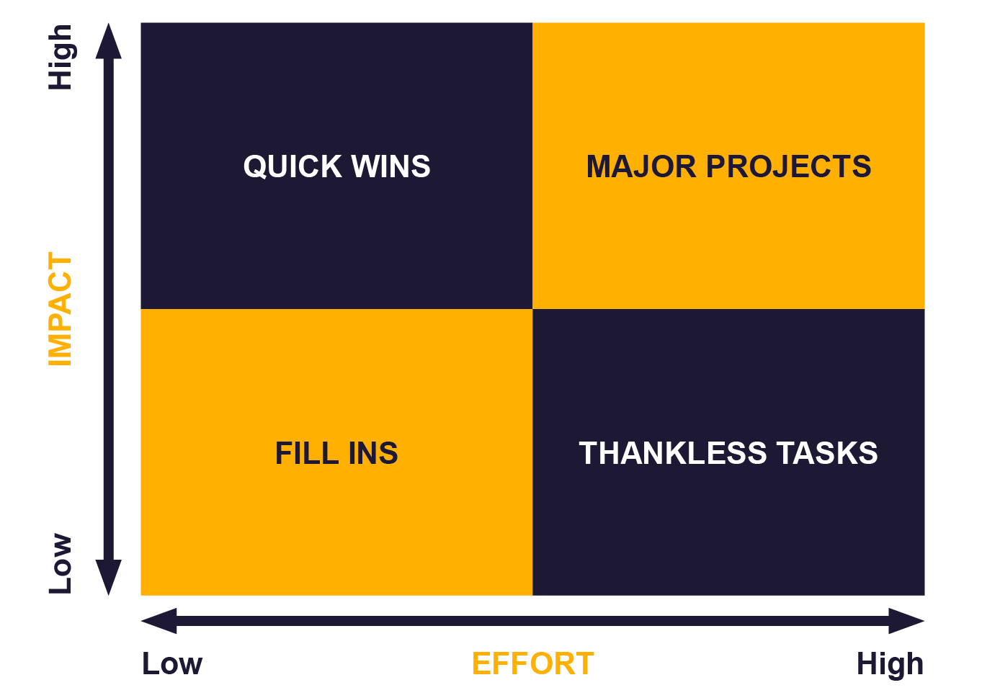 High
QUICK WINS
MAJOR PROJECTS
IMPACT
FILL INS
THANKLESS TASKS
Low
Low
EFFORT
High